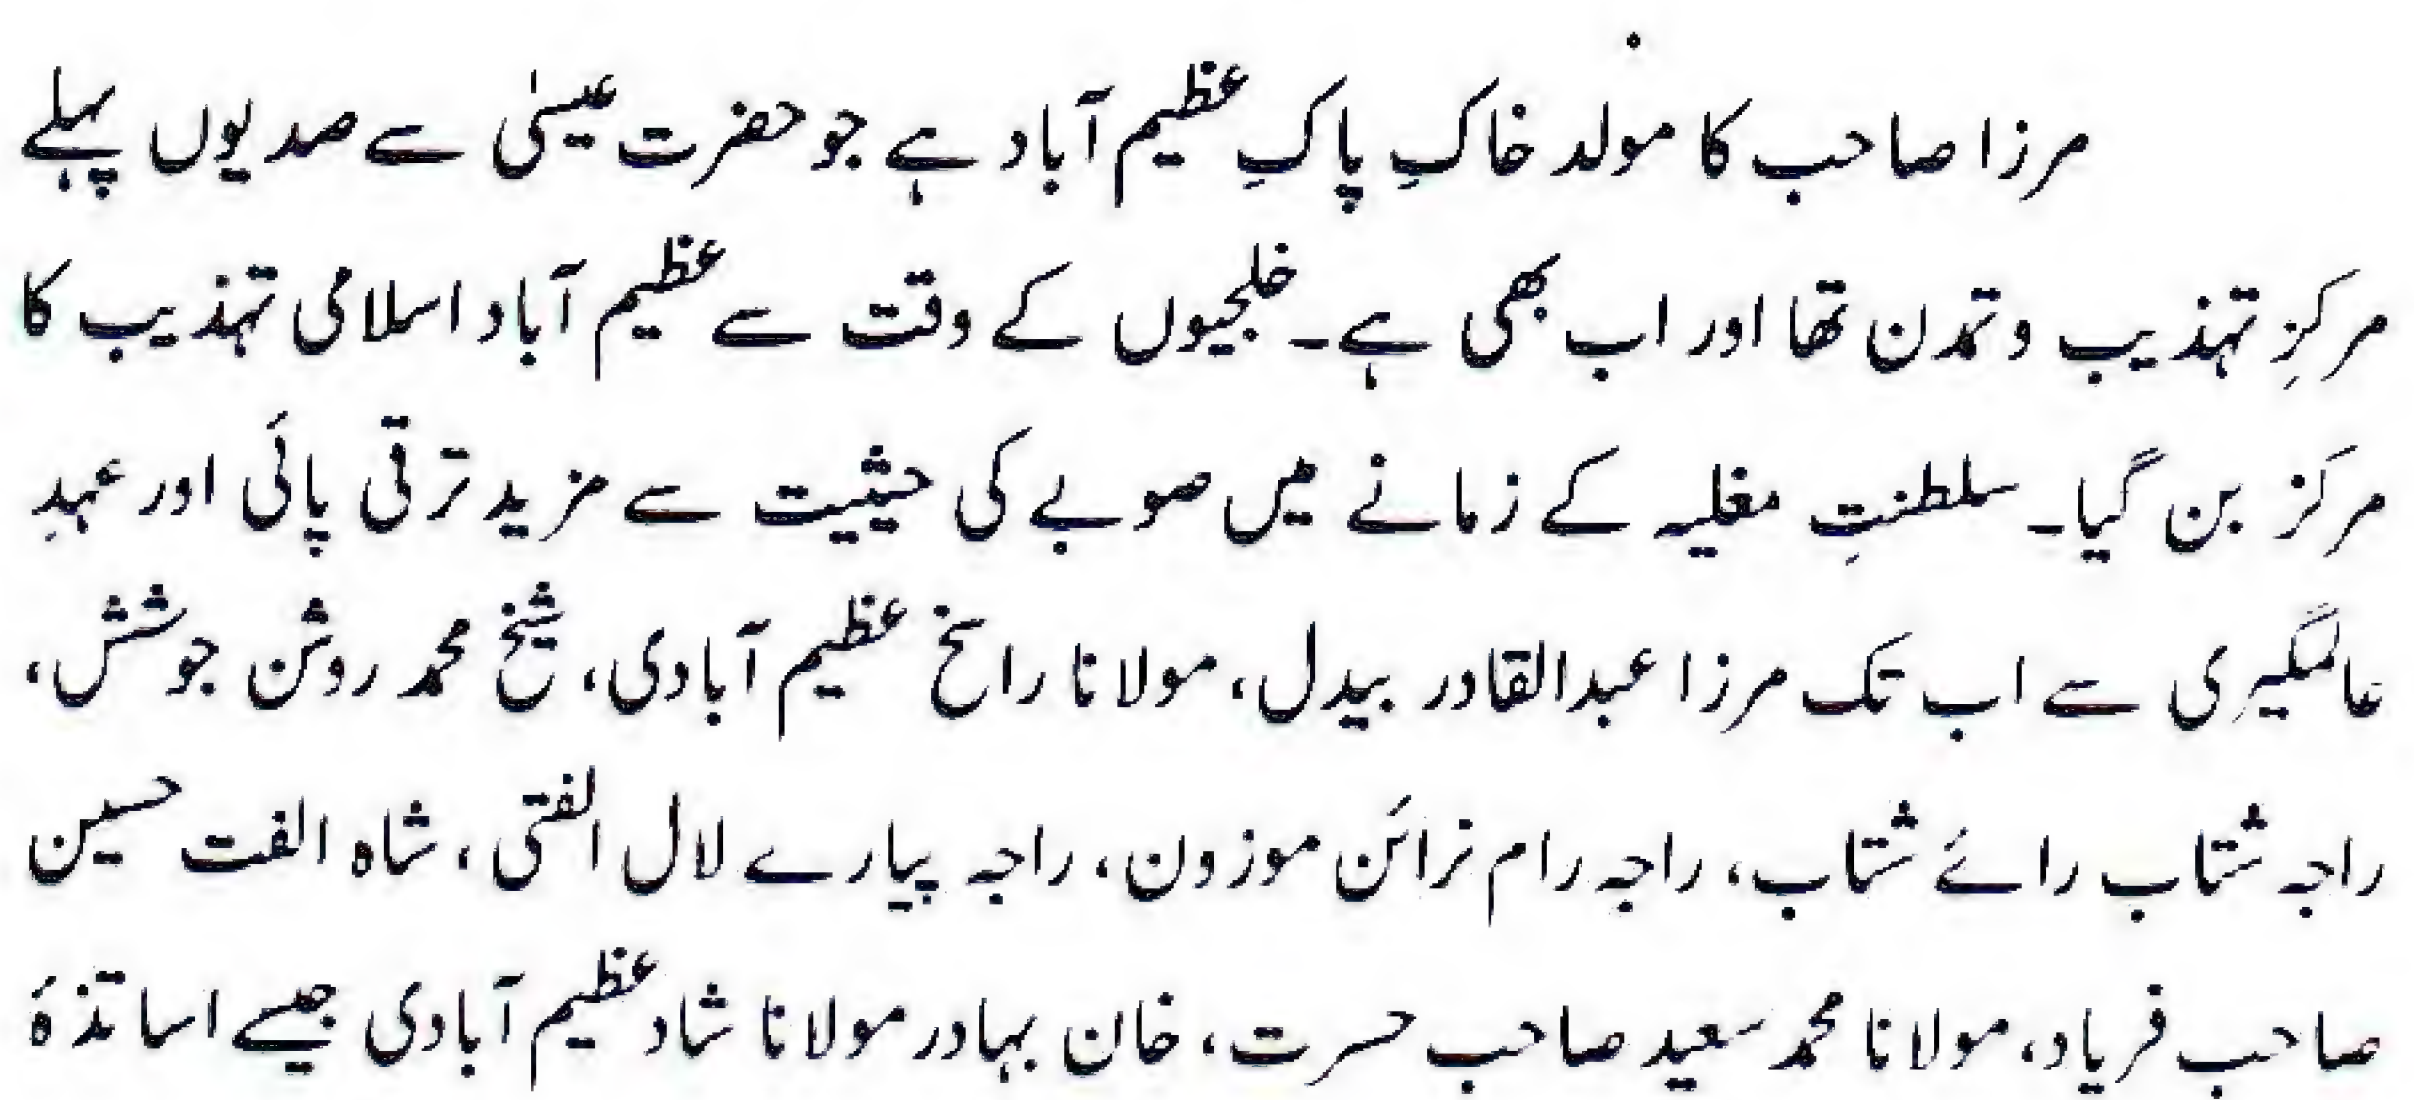 مرزا صاحب کا مولد خاکِ پاکِ عظیم آباد ہے جو حضرت عیسیٰ سے صدیوں پہلے
مرکزِ تہذیب و تمدن تھا اور اب بھی ہے۔ خلجیوں کے وقت سے عظیم آباد اسلامی تہذیب کا
مرکز بن گیا۔ سلطنتِ مغلیہ کے زمانے میں صوبے کی حیثیت سے مزید ترقی پائی اور عہدِ
عالمگیری سے اب تک مرزا عبدالقادر بیدل، مولانا راسخ عظیم آبادی، شیخ محمد روشن جوشش،
راجہ شتاب رائے شتاب، راجہ رام نرائن موزون، راجہ پیارے لال الفتی، شاہ الفت حسین
صاحب فریاد، مولانا محمد سعید صاحب حسرت، خان بہادر مولانا شاد عظیم آبادی جیسے اساتذۂ